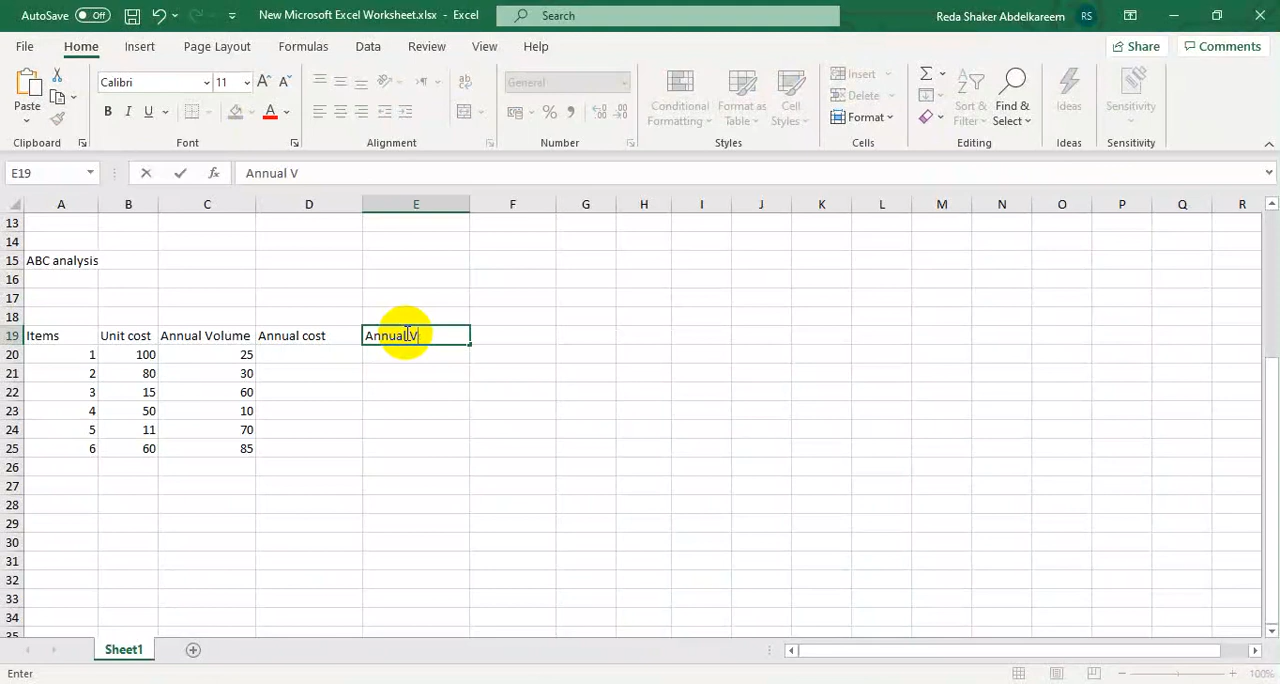 AutoSave Off New Microsoft Excel Worksheet.xlsx - Excel Search Reda Shaker Abdelkareem RS
File Home Insert Page Layout Formulas Data Review View Help Share Comments
Paste Calibri 11 General Conditional Formatting Format as Table Cell Styles Insert Delete Format Sort & Filter Find & Select Ideas Sensitivity
Clipboard Font Alignment Number Styles Cells Editing Ideas Sensitivity
E19 Annual V
A B C D E F G H I J K L M N O P Q R
13
14
15 ABC analysis
16
17
18
19 Items Unit cost Annual Volume Annual cost Annual V
20 1 100 25
21 2 80 30
22 3 15 60
23 4 50 10
24 5 11 70
25 6 60 85
26
27
28
29
30
31
32
33
34
35
Sheet1
Enter 100%